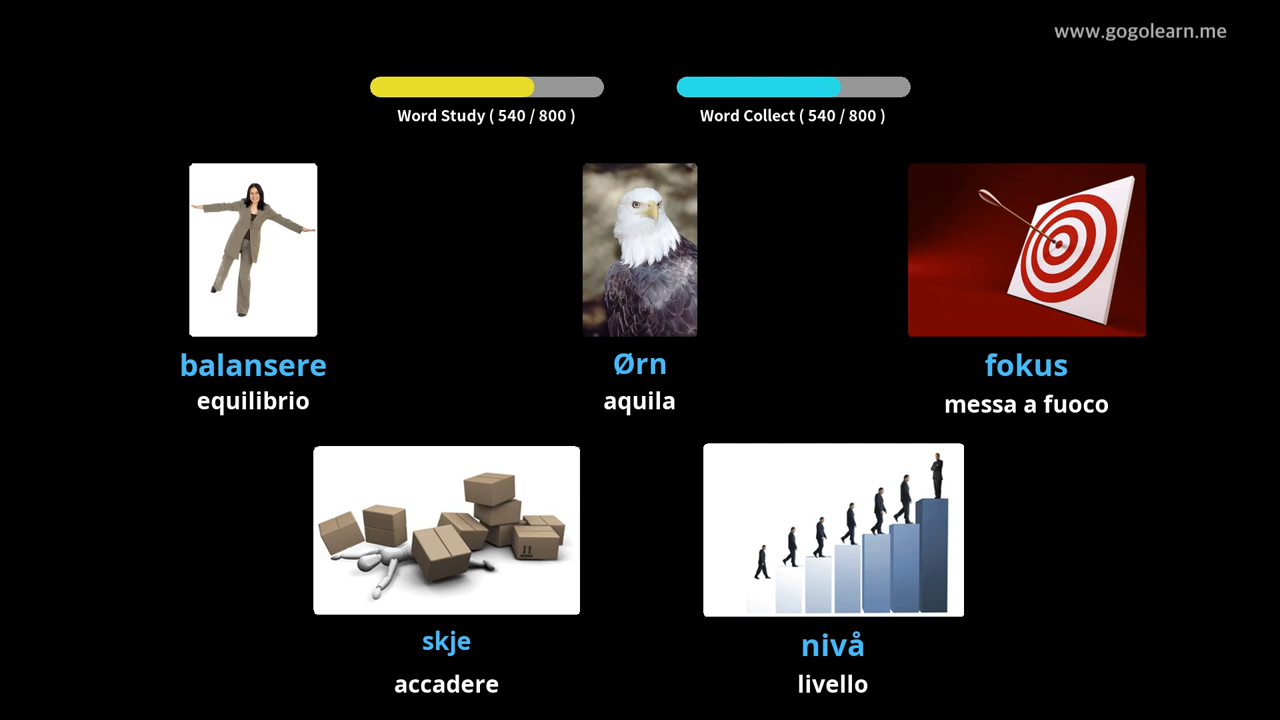 www.gogolearn.me
Word Study ( 540 / 800 )
Word Collect ( 540 / 800 )
balansere
equilibrio
Ørn
aquila
fokus
messa a fuoco
skje
accadere
nivå
livello